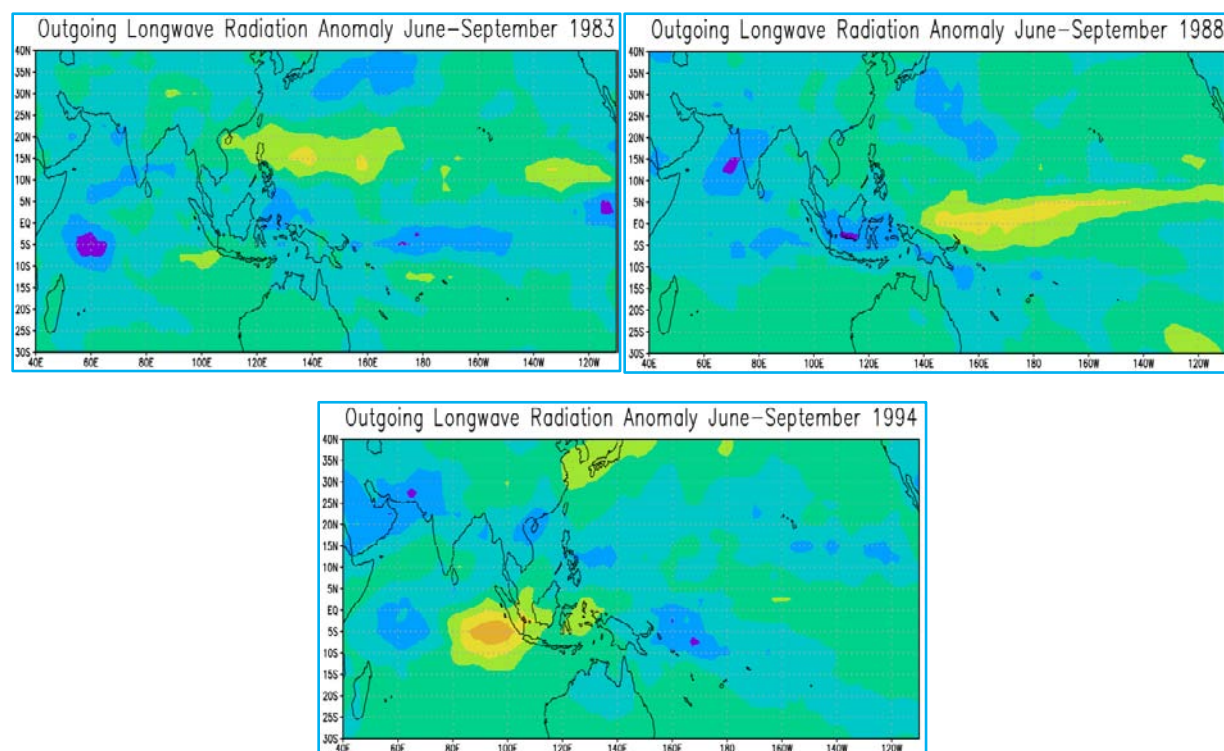 Outgoing Longwave Radiation Anomaly June-September 1983
40N
35N
30N
25N
20N
15N
10N
5N
EQ
5S
10S
15S
20S
25S
30S
40E 60E 80E 100E 120E 140E 160E 180 160W 140W 120W
Outgoing Longwave Radiation Anomaly June-September 1988
40N
35N
30N
25N
20N
15N
10N
5N
EQ
5S
10S
15S
20S
25S
30S
40E 60E 80E 100E 120E 140E 160E 180 160W 140W 120W
Outgoing Longwave Radiation Anomaly June-September 1994
40N
35N
30N
25N
20N
15N
10N
5N
EQ
5S
10S
15S
20S
25S
30S
40E 60E 80E 100E 120E 140E 160E 180 160W 140W 120W